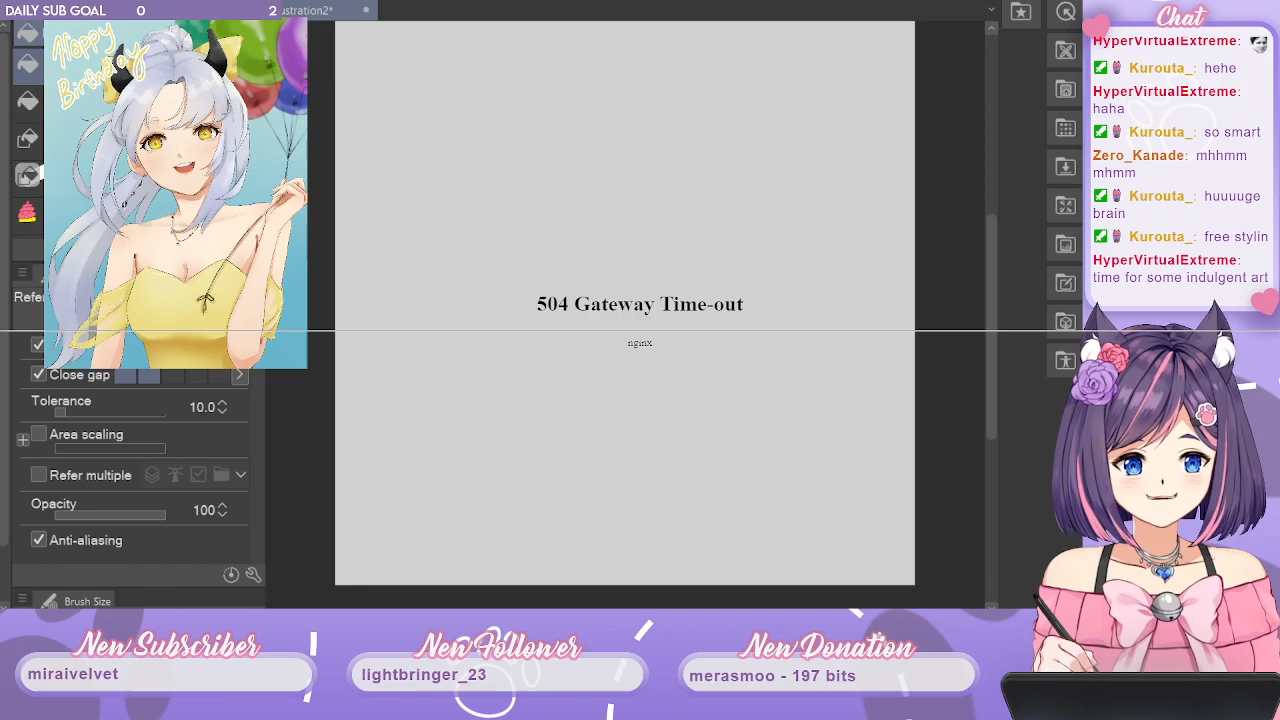 DAILY SUB GOAL 0 2
ustration2*
Happy
Birthday
Refer
Close gap
Tolerance 10.0
Area scaling
Refer multiple
Opacity 100
Anti-aliasing
Brush Size
504 Gateway Time-out
nginx
Chat
HyperVirtualExtreme:
Kurouta_: hehe
HyperVirtualExtreme:
haha
Kurouta_: so smart
Zero_Kanade: mhhmm
mhmm
Kurouta_: huuuuge
brain
Kurouta_: free stylin
HyperVirtualExtreme:
time for some indulgent art
New Subscriber
miraivelvet
New Follower
lightbringer_23
New Donation
merasmoo - 197 bits